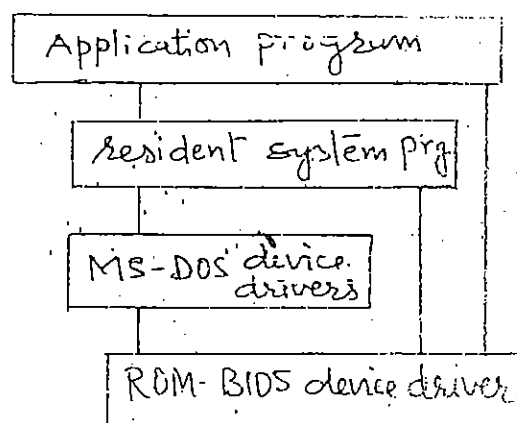 Application program
resident system prg
MS-DOS device
drivers
ROM-BIOS device driver